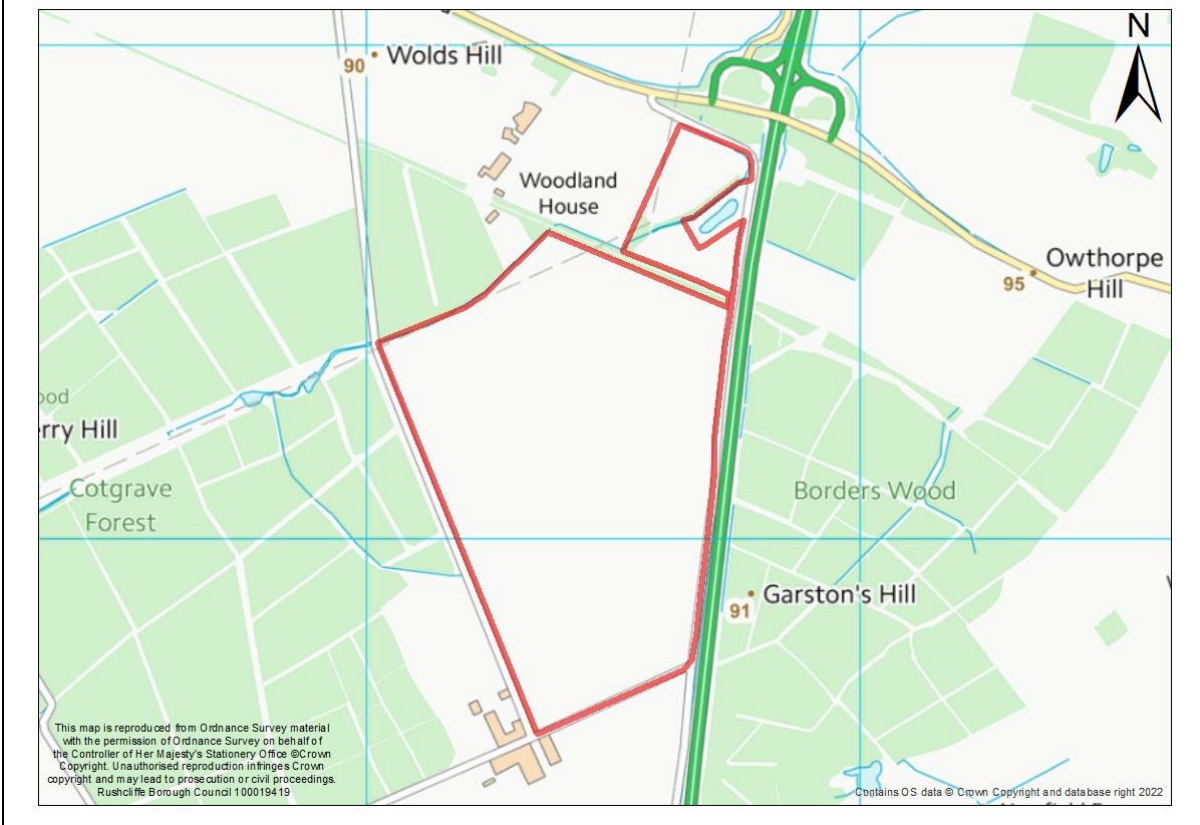 N
90
Wolds Hill
Woodland
House
Owthorpe
Hill
95
ood
rry Hill
Cotgrave
Forest
Borders Wood
Garston's Hill
91
This map is reproduced from Ordnance Survey material
with the permission of Ordnance Survey on behalf of
the Controller of Her Majesty's Stationery Office ©Crown
Copyright. Unauthorised reproduction infringes Crown
copyright and may lead to prosecution or civil proceedings.
Rushcliffe Borough Council 100019419
Contains OS data © Crown Copyright and database right 2022